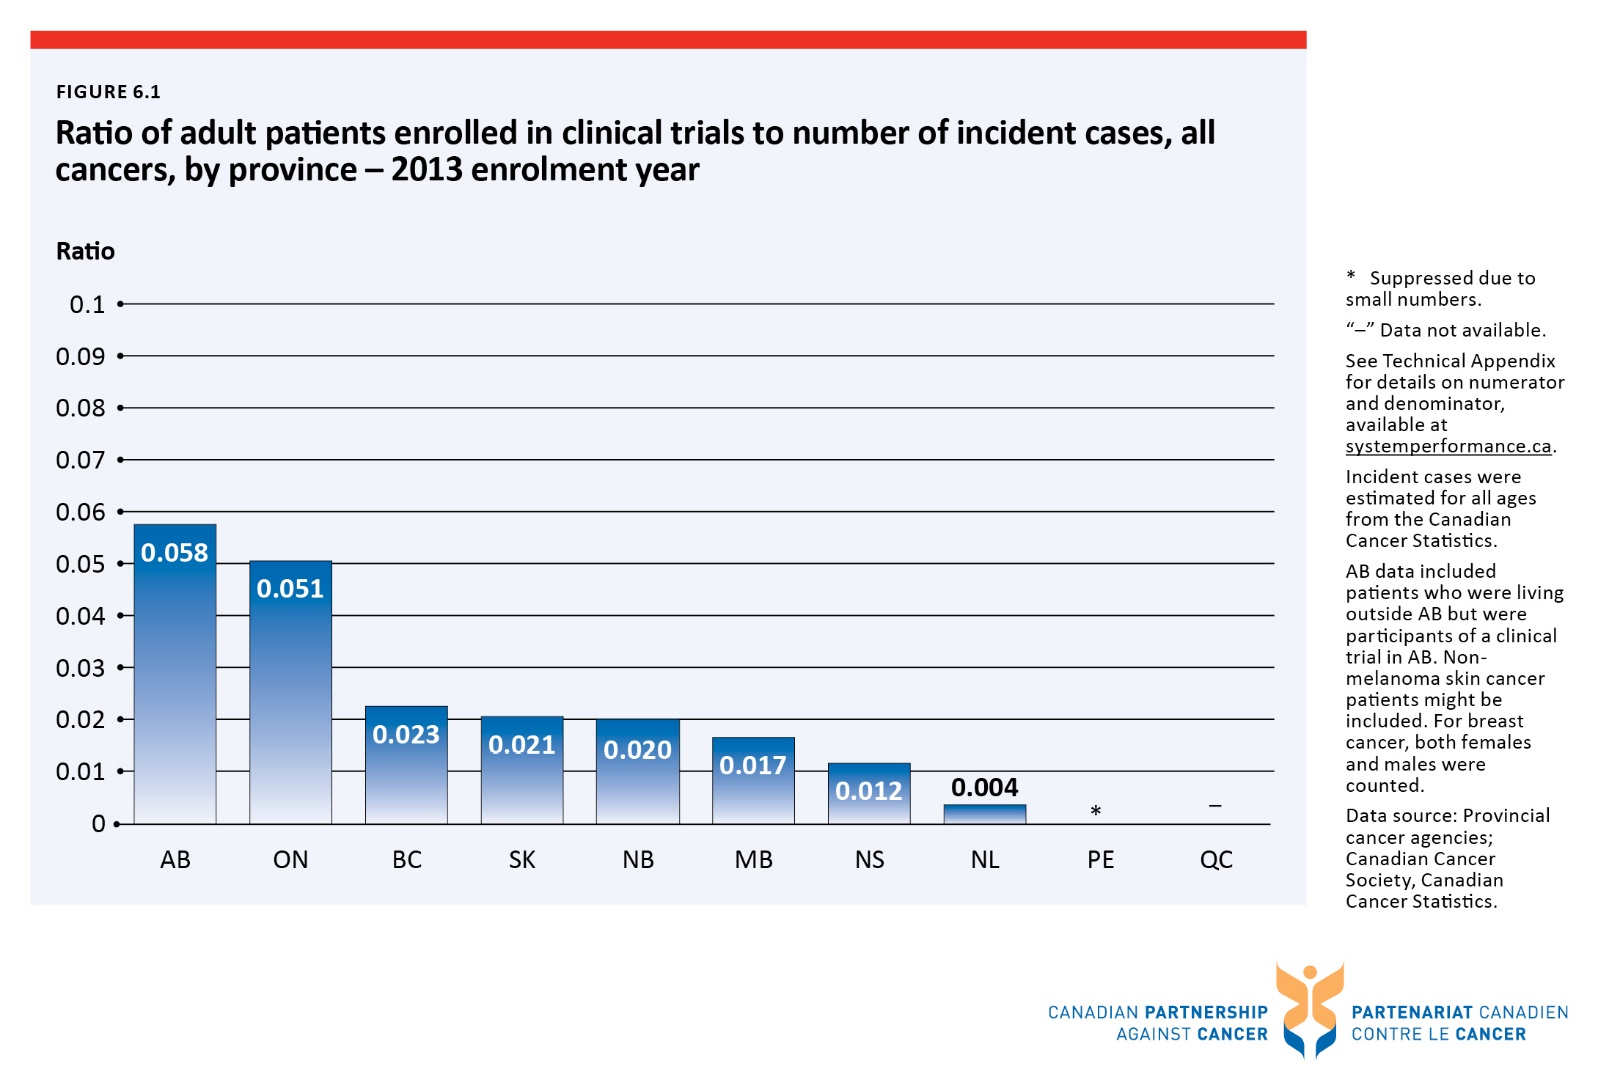 FIGURE 6.1
Ratio of adult patients enrolled in clinical trials to number of incident cases, all
cancers, by province – 2013 enrolment year
Ratio
0.1
0.09
0.08
0.07
0.06
0.05
0.04
0.03
0.02
0.01
0
0.058
0.051
0.023
0.021
0.020
0.017
0.012
0.004
*
–
AB
ON
BC
SK
NB
MB
NS
NL
PE
QC
* Suppressed due to
small numbers.
“–” Data not available.
See Technical Appendix
for details on numerator
and denominator,
available at
systemperformance.ca.
Incident cases were
estimated for all ages
from the Canadian
Cancer Statistics.
AB data included
patients who were living
outside AB but were
participants of a clinical
trial in AB. Non-
melanoma skin cancer
patients might be
included. For breast
cancer, both females
and males were
counted.
Data source: Provincial
cancer agencies;
Canadian Cancer
Society, Canadian
Cancer Statistics.
CANADIAN PARTNERSHIP
AGAINST CANCER
PARTENARIAT CANADIEN
CONTRE LE CANCER